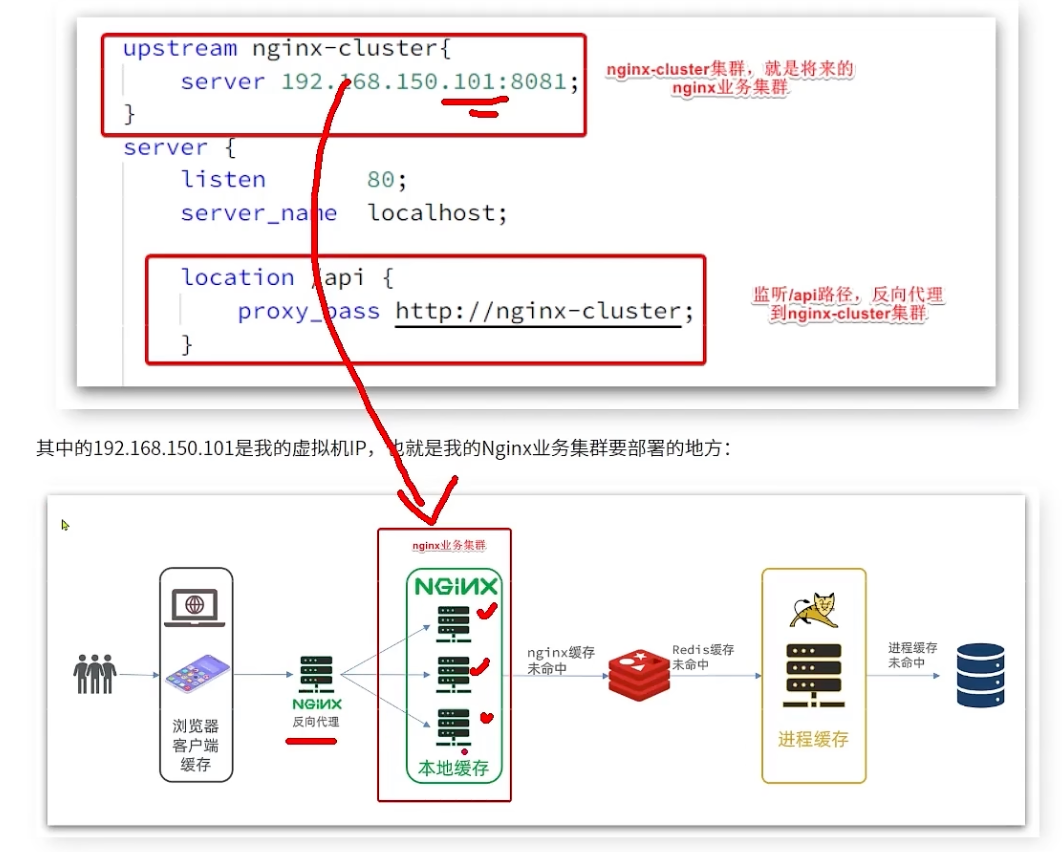 upstream nginx-cluster{
server 192.168.150.101:8081;
}
nginx-cluster集群，就是将来的
nginx业务集群
server {
listen 80;
server_name localhost;
location /api {
proxy_pass http://nginx-cluster;
}
监听/api路径，反向代理
到nginx-cluster集群
其中的192.168.150.101是我的虚拟机IP，也就是我的Nginx业务集群要部署的地方：
浏览器
客户端
缓存
NGINX
反向代理
nginx业务集群
NGINX
本地缓存
nginx缓存
未命中
Redis缓存
未命中
进程缓存
进程缓存
未命中